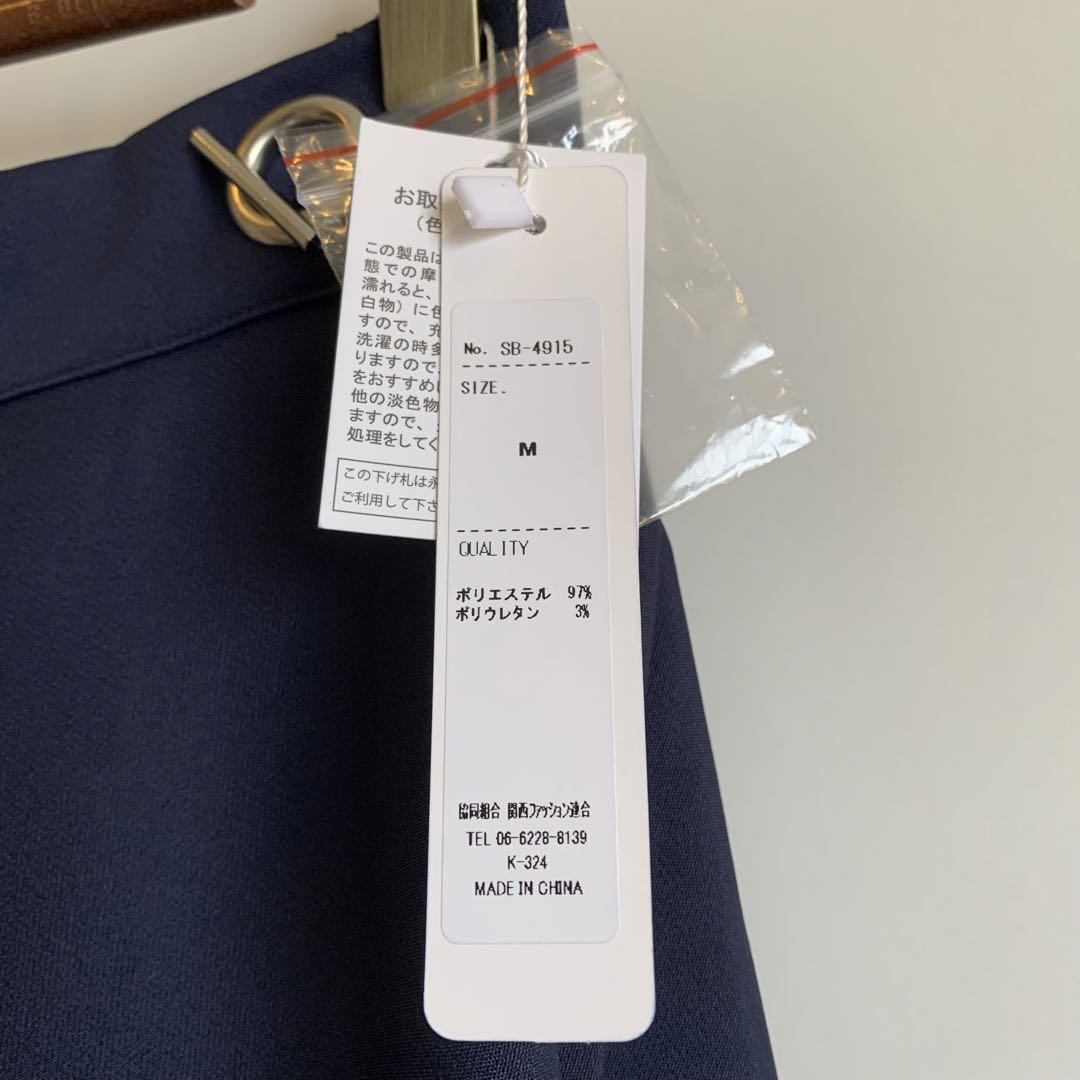 お取
（色
この製品は
態での摩
濡れると、
白物）に色
すので、充
洗濯の時多
りますので
をおすすめ
他の淡色物
ますので、
処理をしてく
この下げ札は永
ご利用して下さ
No. SB-4915
SIZE.
M
QUALITY
ポリエステル 97%
ポリウレタン 3%
協同組合 関西ファッション連合
TEL 06-6228-8139
K-324
MADE IN CHINA